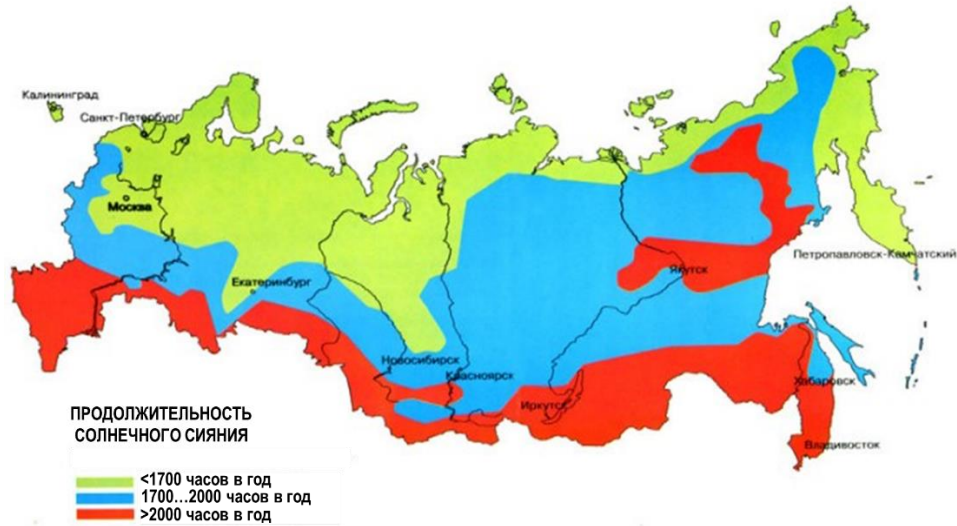 Калининград
Санкт-Петербург
Москва
Екатеринбург
Петропавловск-Камчатский
Якутск
Новосибирск
Красноярск
Иркутск
Хабаровск
Владивосток
ПРОДОЛЖИТЕЛЬНОСТЬ
СОЛНЕЧНОГО СИЯНИЯ
<1700 часов в год
1700...2000 часов в год
>2000 часов в год